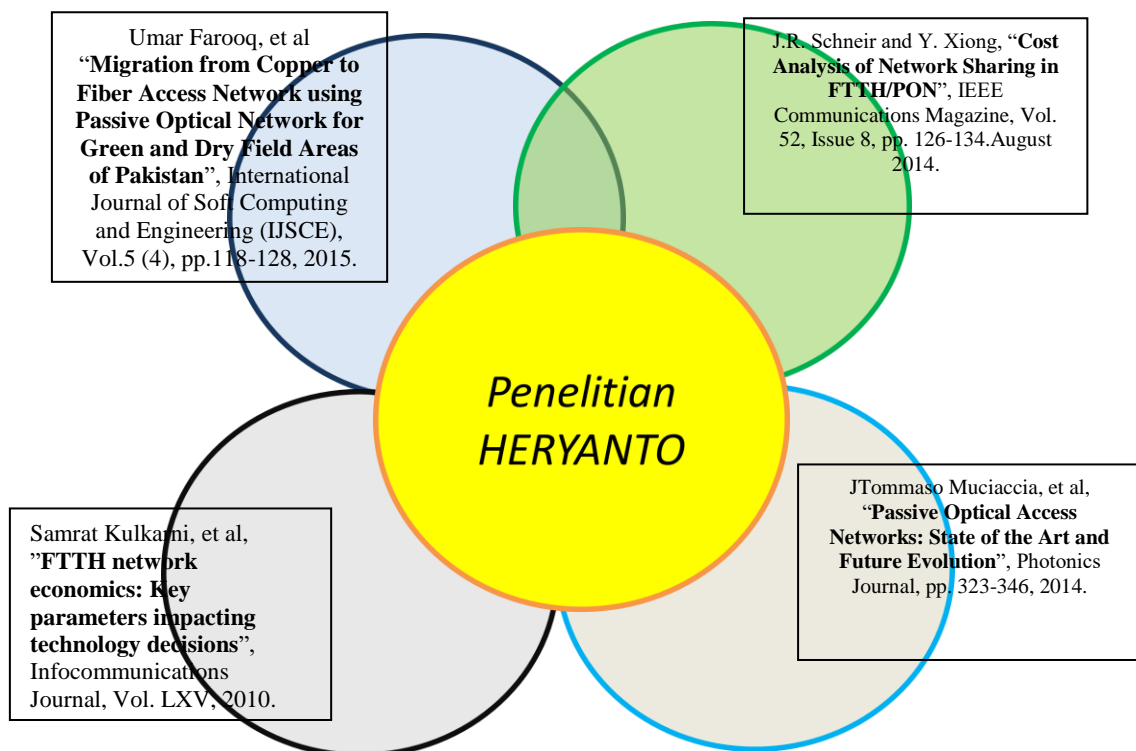 Umar Farooq, et al
“Migration from Copper to
Fiber Access Network using
Passive Optical Network for
Green and Dry Field Areas
of Pakistan”, International
Journal of Soft Computing
and Engineering (IJSCE),
Vol.5 (4), pp.118-128, 2015.
J.R. Schneir and Y. Xiong, “Cost
Analysis of Network Sharing in
FTTH/PON”, IEEE
Communications Magazine, Vol.
52, Issue 8, pp. 126-134.August
2014.
Penelitian
HERYANTO
Samrat Kulkarni, et al,
”FTTH network
economics: Key
parameters impacting
technology decisions”,
Infocommunications
Journal, Vol. LXV, 2010.
JTommaso Muciaccia, et al,
“Passive Optical Access
Networks: State of the Art and
Future Evolution”, Photonics
Journal, pp. 323-346, 2014.